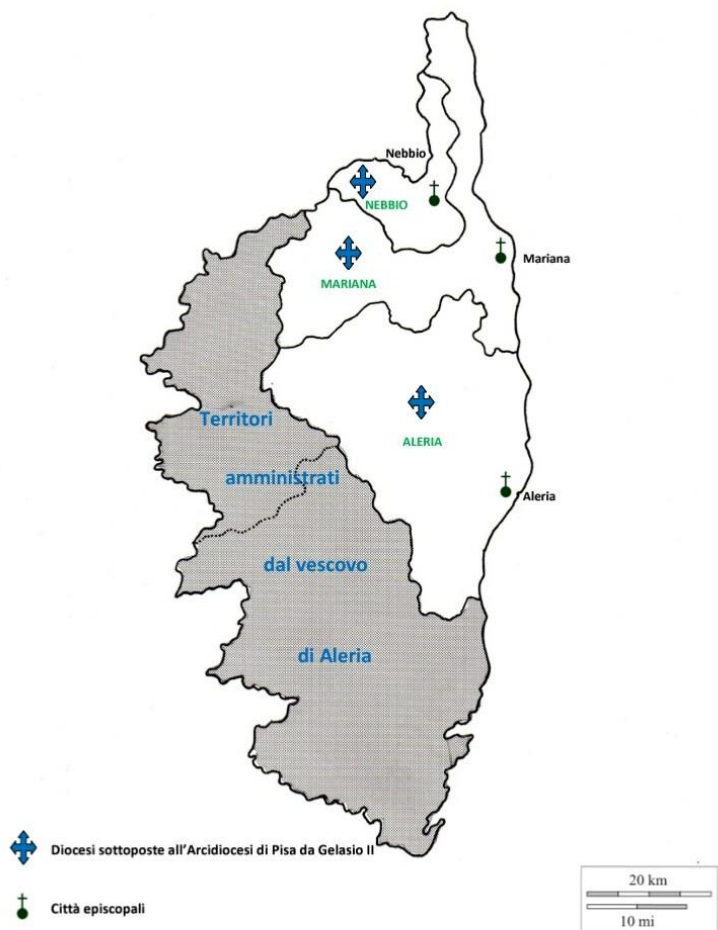 Nebbio
NEBBIO
Mariana
MARIANA
Territori
ALERIA
amministrati
Aleria
dal vescovo
di Aleria
Diocesi sottoposte all'Arcidiocesi di Pisa da Gelasio II
Città episcopali
20 km
10 mi